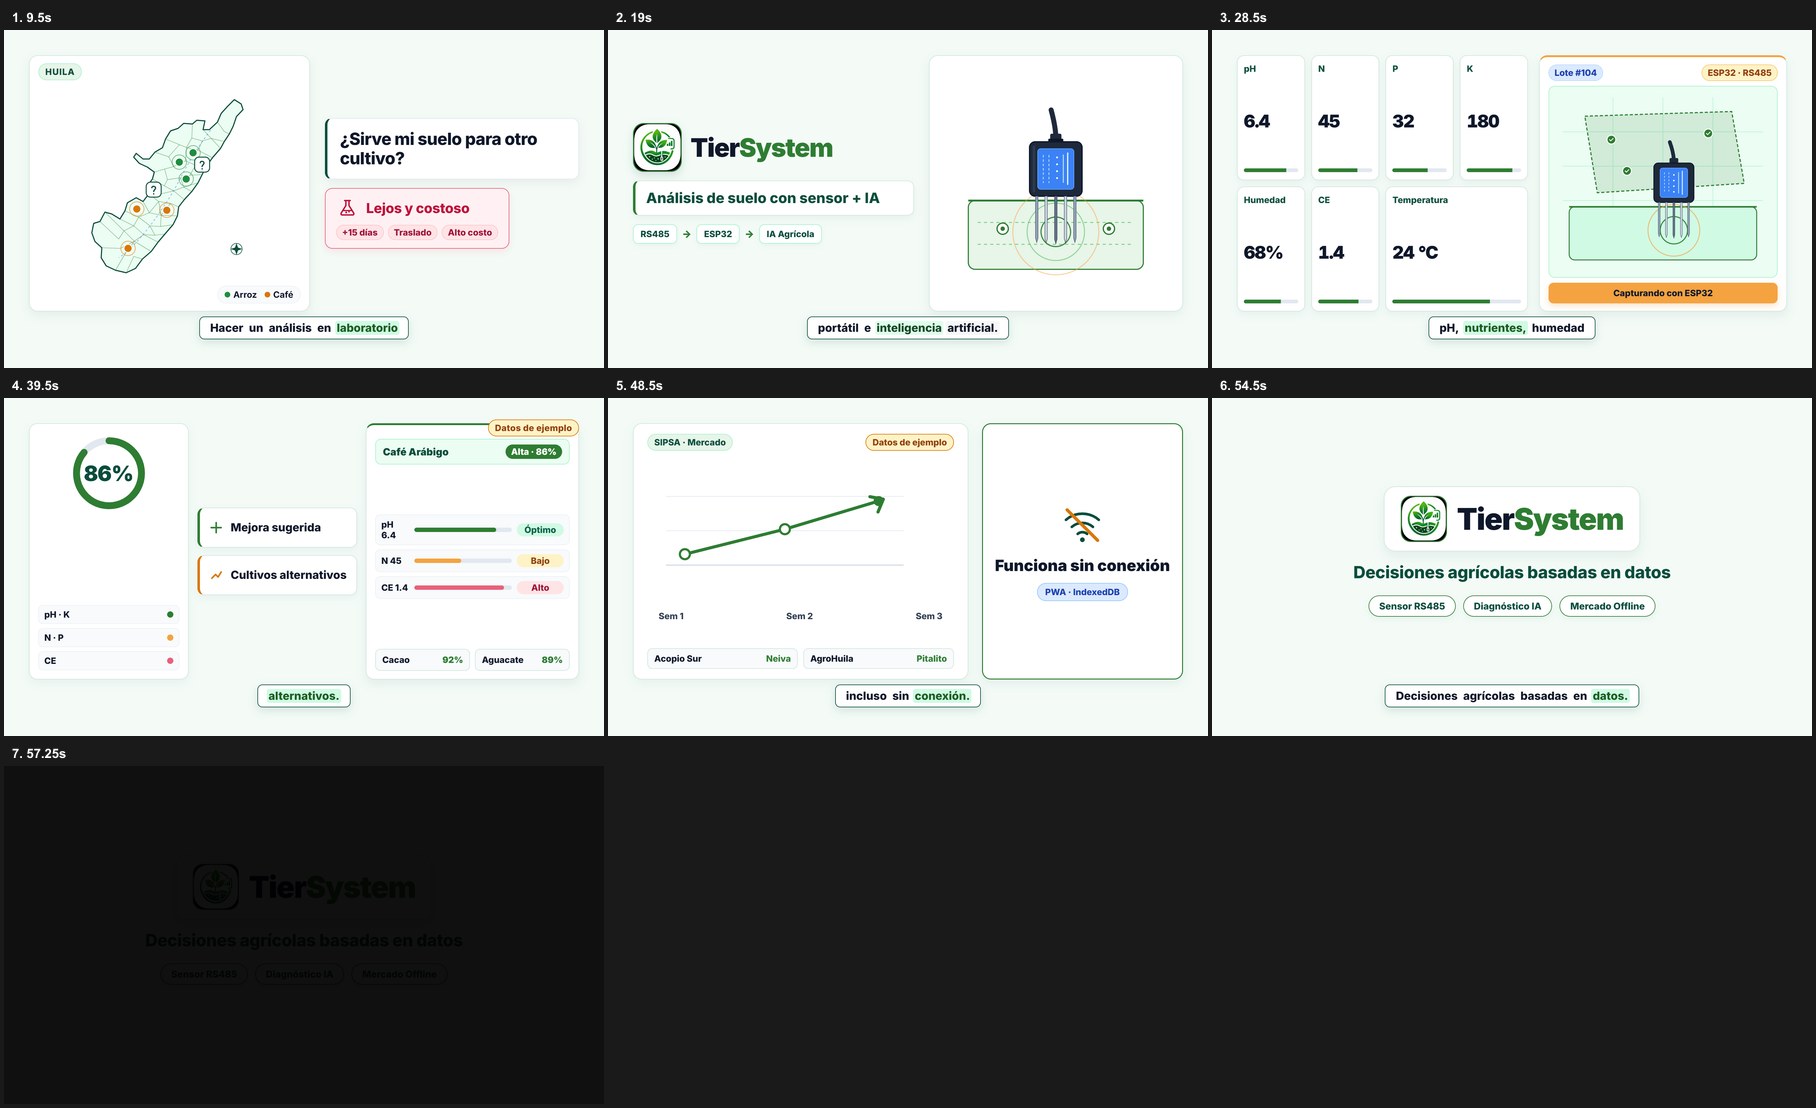 1. 9.5s
HUILA
?
?
Arroz Café
¿Sirve mi suelo para otro
cultivo?
Lejos y costoso
+15 días Traslado Alto costo
Hacer un análisis en laboratorio
2. 19s
TierSystem
Análisis de suelo con sensor + IA
RS485 → ESP32 → IA Agrícola
portátil e inteligencia artificial.
3. 28.5s
pH N P K
6.4 45 32 180
Humedad CE Temperatura
68% 1.4 24 °C
Lote #104 ESP32 · RS485
Capturando con ESP32
pH, nutrientes, humedad
4. 39.5s
86%
pH · K
N · P
CE
Mejora sugerida
Cultivos alternativos
Datos de ejemplo
Café Arábigo Alta · 86%
pH
6.4 Óptimo
N 45 Bajo
CE 1.4 Alto
Cacao 92% Aguacate 89%
alternativos.
5. 48.5s
SIPSA · Mercado Datos de ejemplo
Sem 1 Sem 2 Sem 3
Acopio Sur Neiva AgroHuila Pitalito
Funciona sin conexión
PWA · IndexedDB
incluso sin conexión.
6. 54.5s
TierSystem
Decisiones agrícolas basadas en datos
Sensor RS485 Diagnóstico IA Mercado Offline
Decisiones agrícolas basadas en datos.
7. 57.25s
TierSystem
Decisiones agrícolas basadas en datos
Sensor RS485 Diagnóstico IA Mercado Offline